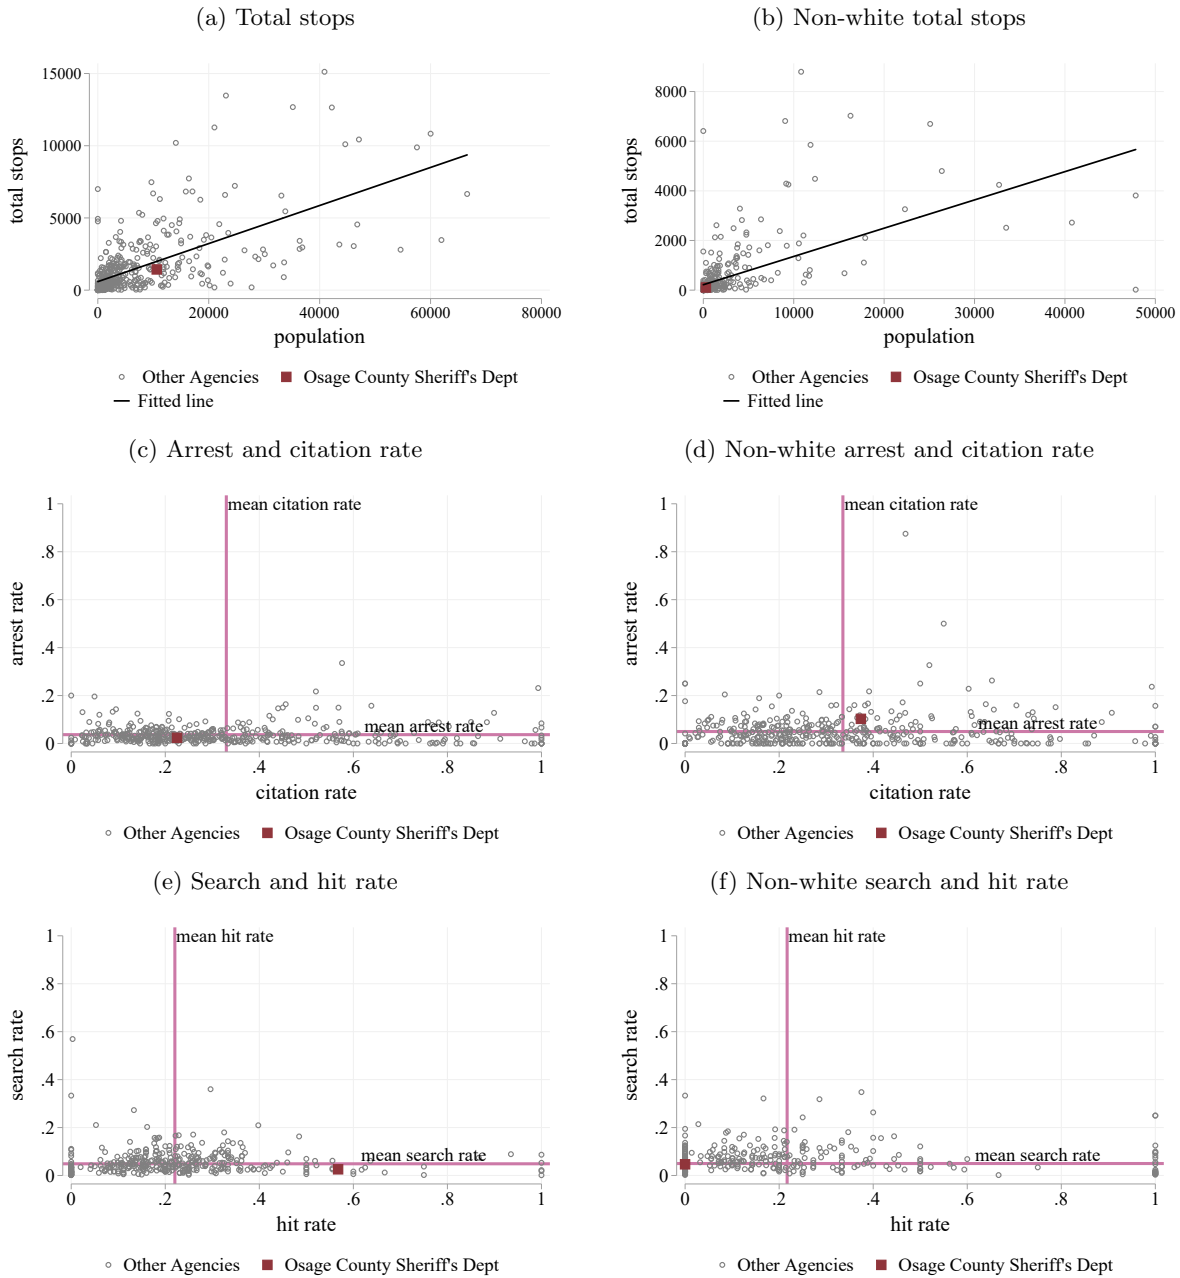 (a) Total stops
15000
10000
5000
0
total stops
0 20000 40000 60000 80000
population
Other Agencies Osage County Sheriff's Dept
Fitted line
(b) Non-white total stops
8000
6000
4000
2000
0
total stops
0 10000 20000 30000 40000 50000
population
Other Agencies Osage County Sheriff's Dept
Fitted line
(c) Arrest and citation rate
1
.8
.6
.4
.2
0
arrest rate
mean citation rate
mean arrest rate
0 .2 .4 .6 .8 1
citation rate
Other Agencies Osage County Sheriff's Dept
(d) Non-white arrest and citation rate
1
.8
.6
.4
.2
0
arrest rate
mean citation rate
mean arrest rate
0 .2 .4 .6 .8 1
citation rate
Other Agencies Osage County Sheriff's Dept
(e) Search and hit rate
1
.8
.6
.4
.2
0
search rate
mean hit rate
mean search rate
0 .2 .4 .6 .8 1
hit rate
Other Agencies Osage County Sheriff's Dept
(f) Non-white search and hit rate
1
.8
.6
.4
.2
0
search rate
mean hit rate
mean search rate
0 .2 .4 .6 .8 1
hit rate
Other Agencies Osage County Sheriff's Dept